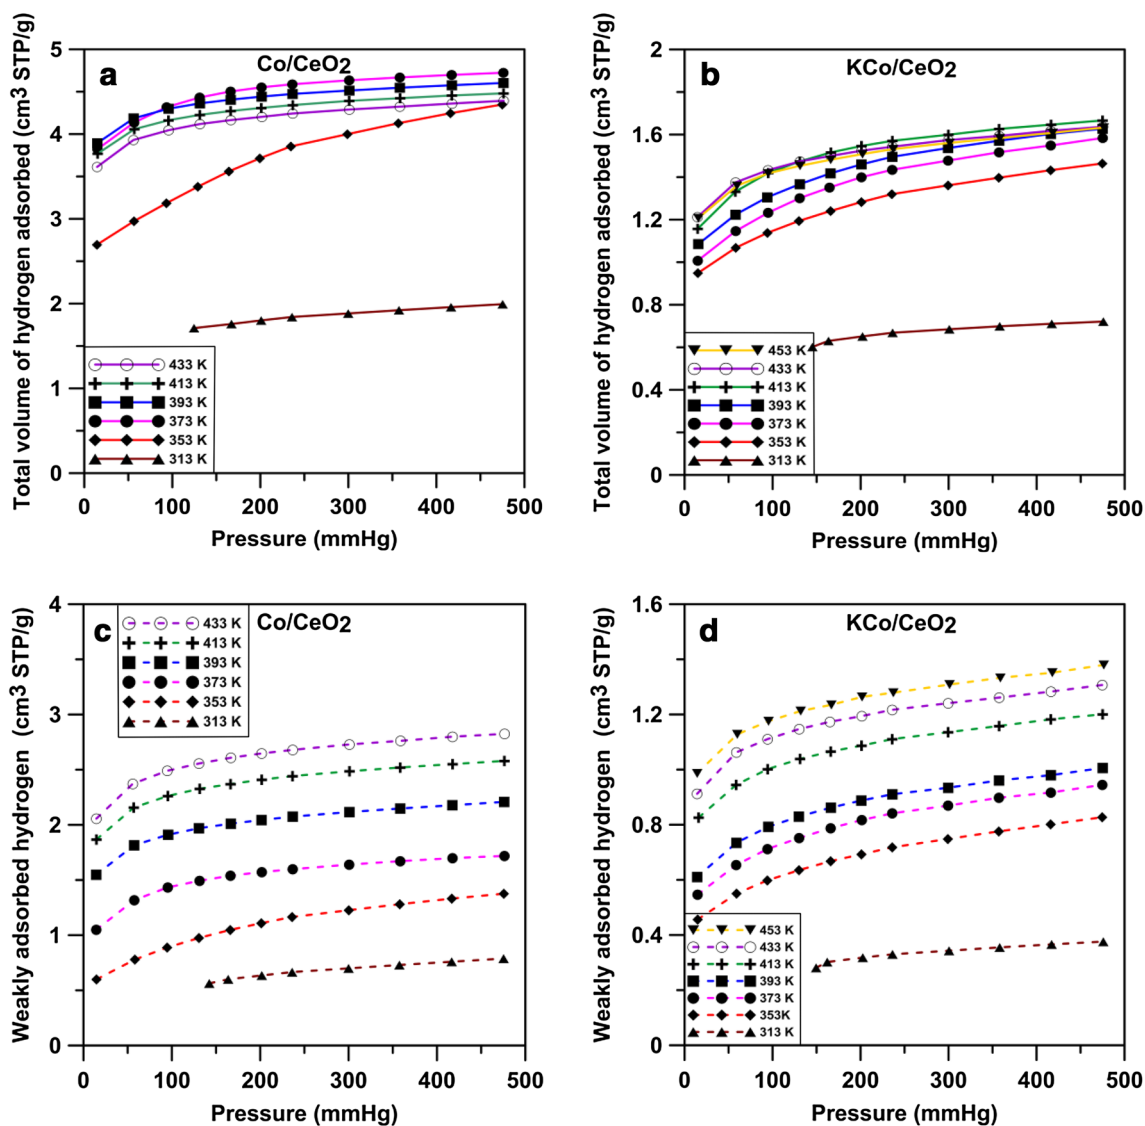 a
Co/CeO2
Total volume of hydrogen adsorbed (cm3 STP/g)
5
4
3
2
1
0
433 K
413 K
393 K
373 K
353 K
313 K
0 100 200 300 400 500
Pressure (mmHg)
b
KCo/CeO2
Total volume of hydrogen adsorbed (cm3 STP/g)
2
1.6
1.2
0.8
0.4
0
453 K
433 K
413 K
393 K
373 K
353 K
313 K
0 100 200 300 400 500
Pressure (mmHg)
c
Co/CeO2
Weakly adsorbed hydrogen (cm3 STP/g)
4
3
2
1
0
433 K
413 K
393 K
373 K
353 K
313 K
0 100 200 300 400 500
Pressure (mmHg)
d
KCo/CeO2
Weakly adsorbed hydrogen (cm3 STP/g)
1.6
1.2
0.8
0.4
0
453 K
433 K
413 K
393 K
373 K
353K
313 K
0 100 200 300 400 500
Pressure (mmHg)